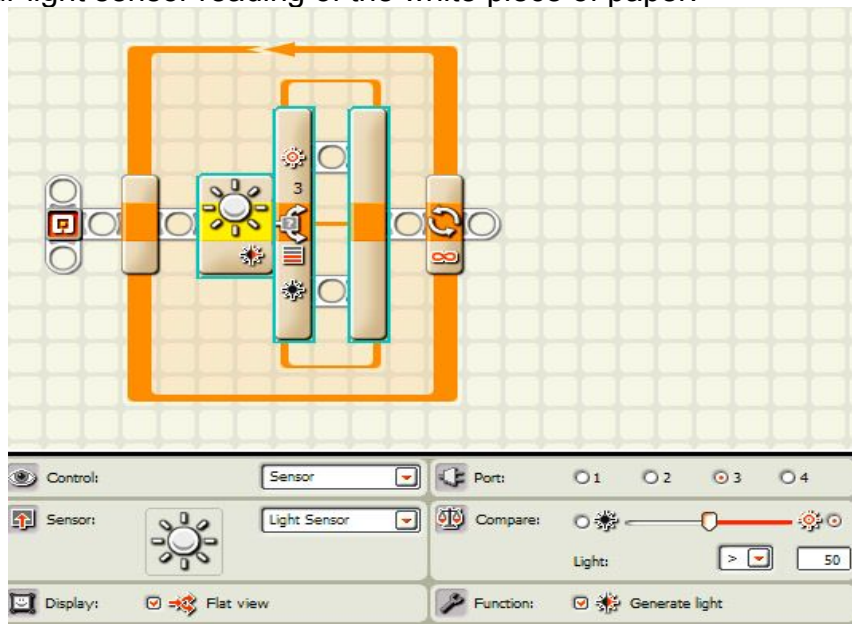 light sensor reading of the white piece of paper.
3
Control: Sensor
Port: 1 2 3 4
Sensor: Light Sensor
Compare:
Light: > 50
Display: Flat view
Function: Generate light